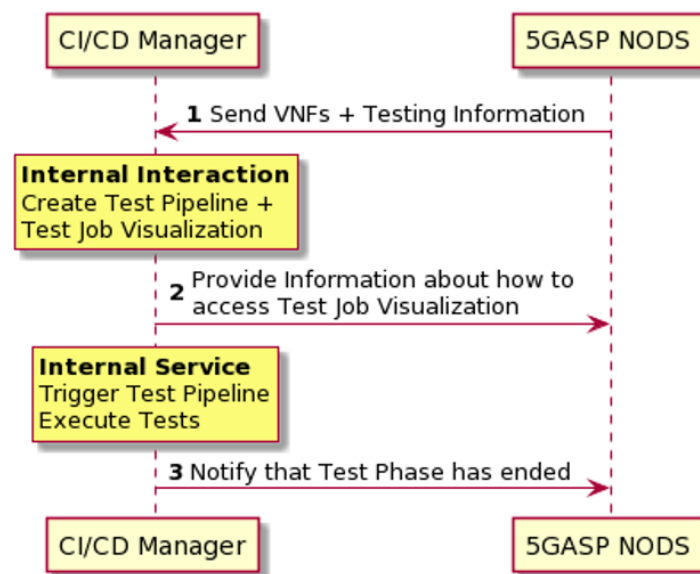 CI/CD Manager
5GASP NODS
1 Send VNFs + Testing Information
Internal Interaction
Create Test Pipeline +
Test Job Visualization
2 Provide Information about how to
access Test Job Visualization
Internal Service
Trigger Test Pipeline
Execute Tests
3 Notify that Test Phase has ended
CI/CD Manager
5GASP NODS